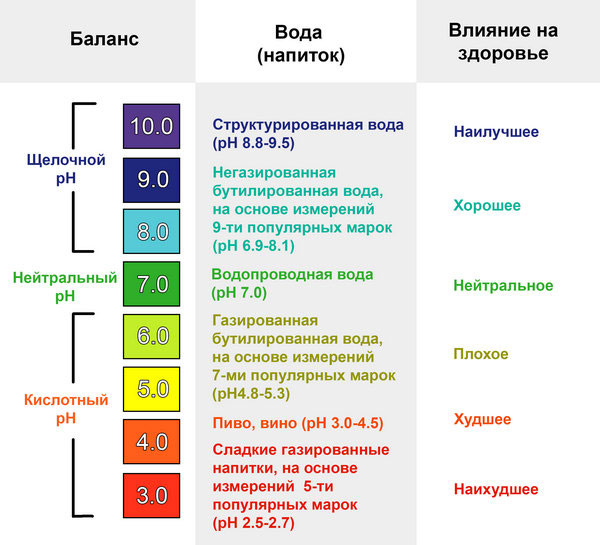 Баланс
Вода
(напиток)
Влияние на
здоровье
Щелочной
pH
10.0
9.0
8.0
Структурированная вода
(pH 8.8-9.5)
Наилучшее
Негазированная
бутилированная вода,
на основе измерений
9-ти популярных марок
(pH 6.9-8.1)
Хорошее
Нейтральный
pH
7.0
Водопроводная вода
(pH 7.0)
Нейтральное
Кислотный
pH
6.0
5.0
4.0
3.0
Газированная
бутилированная вода,
на основе измерений
7-ми популярных марок
(pH4.8-5.3)
Плохое
Пиво, вино (pH 3.0-4.5)
Худшее
Сладкие газированные
напитки, на основе
измерений 5-ти
популярных марок
(pH 2.5-2.7)
Наихудшее